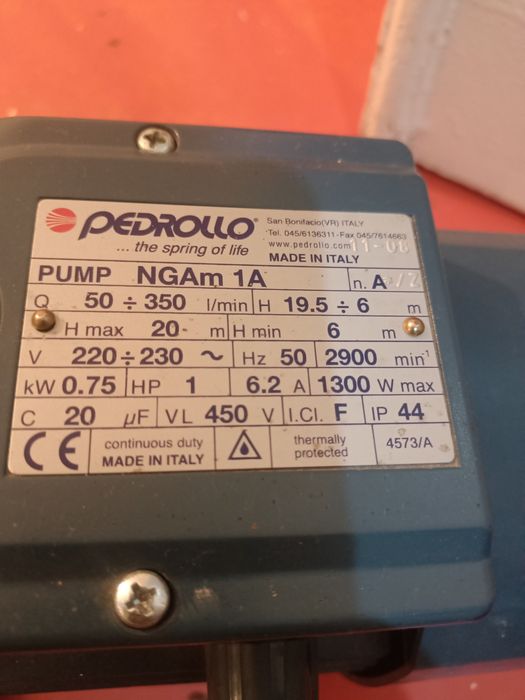 PEDROLLO
... the spring of life
San Bonifacio(VR) ITALY
Tel. 045/6136311-Fax 045/7614663
www.pedrollo.com 11-08
MADE IN ITALY
PUMP NGAm 1A n. A
Q 50 ÷ 350 l/min H 19.5 ÷ 6 m
H max 20 m H min 6 m
V 220÷230 ~ Hz 50 2900 min⁻¹
kW 0.75 HP 1 6.2 A 1300 W max
C 20 µF VL 450 V I.Cl. F IP 44
CE continuous duty thermally protected 4573/A
MADE IN ITALY